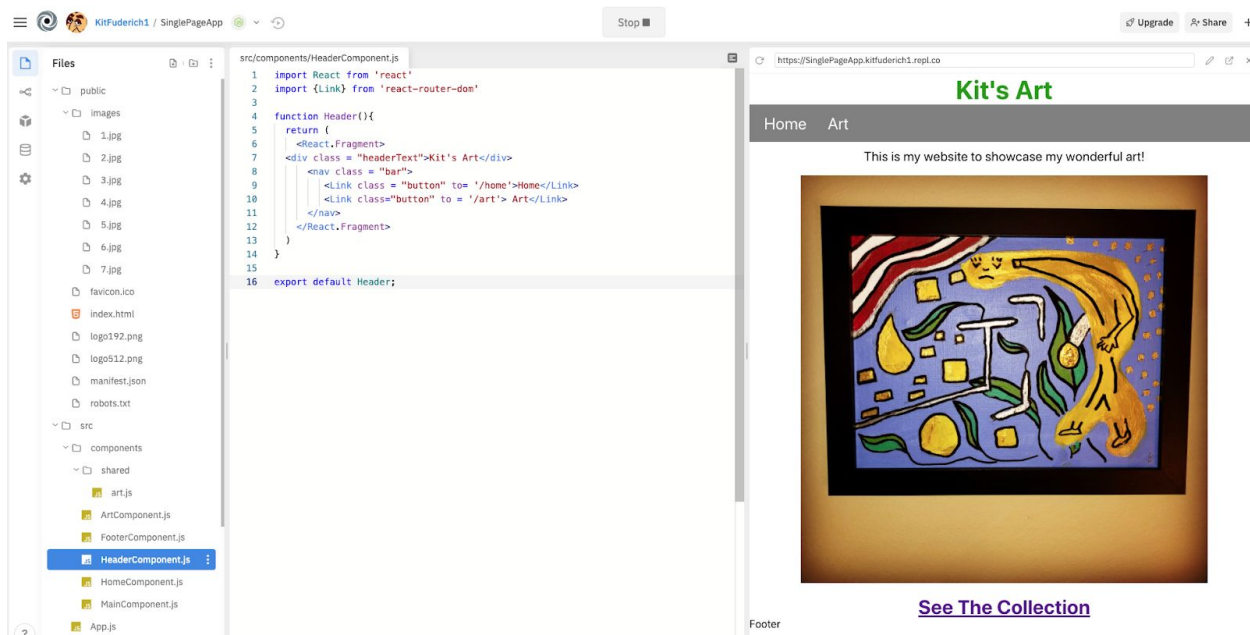 KitFuderich1 / SinglePageApp
Stop
Upgrade
Share
Files
public
images
1.jpg
2.jpg
3.jpg
4.jpg
5.jpg
6.jpg
7.jpg
favicon.ico
index.html
logo192.png
logo512.png
manifest.json
robots.txt
src
components
shared
art.js
ArtComponent.js
FooterComponent.js
HeaderComponent.js
HomeComponent.js
MainComponent.js
App.js
src/components/HeaderComponent.js
1 import React from 'react'
2 import {Link} from 'react-router-dom'
3
4 function Header(){
5 return (
6 <React.Fragment>
7 <div class = "headerText">Kit's Art</div>
8 <nav class = "bar">
9 <Link class = "button" to= '/home'>Home</Link>
10 <Link class="button" to = '/art'> Art</Link>
11 </nav>
12 </React.Fragment>
13 )
14 }
15
16 export default Header;
https://SinglePageApp.kitfuderich1.repl.co
Kit's Art
Home Art
This is my website to showcase my wonderful art!
See The Collection
Footer